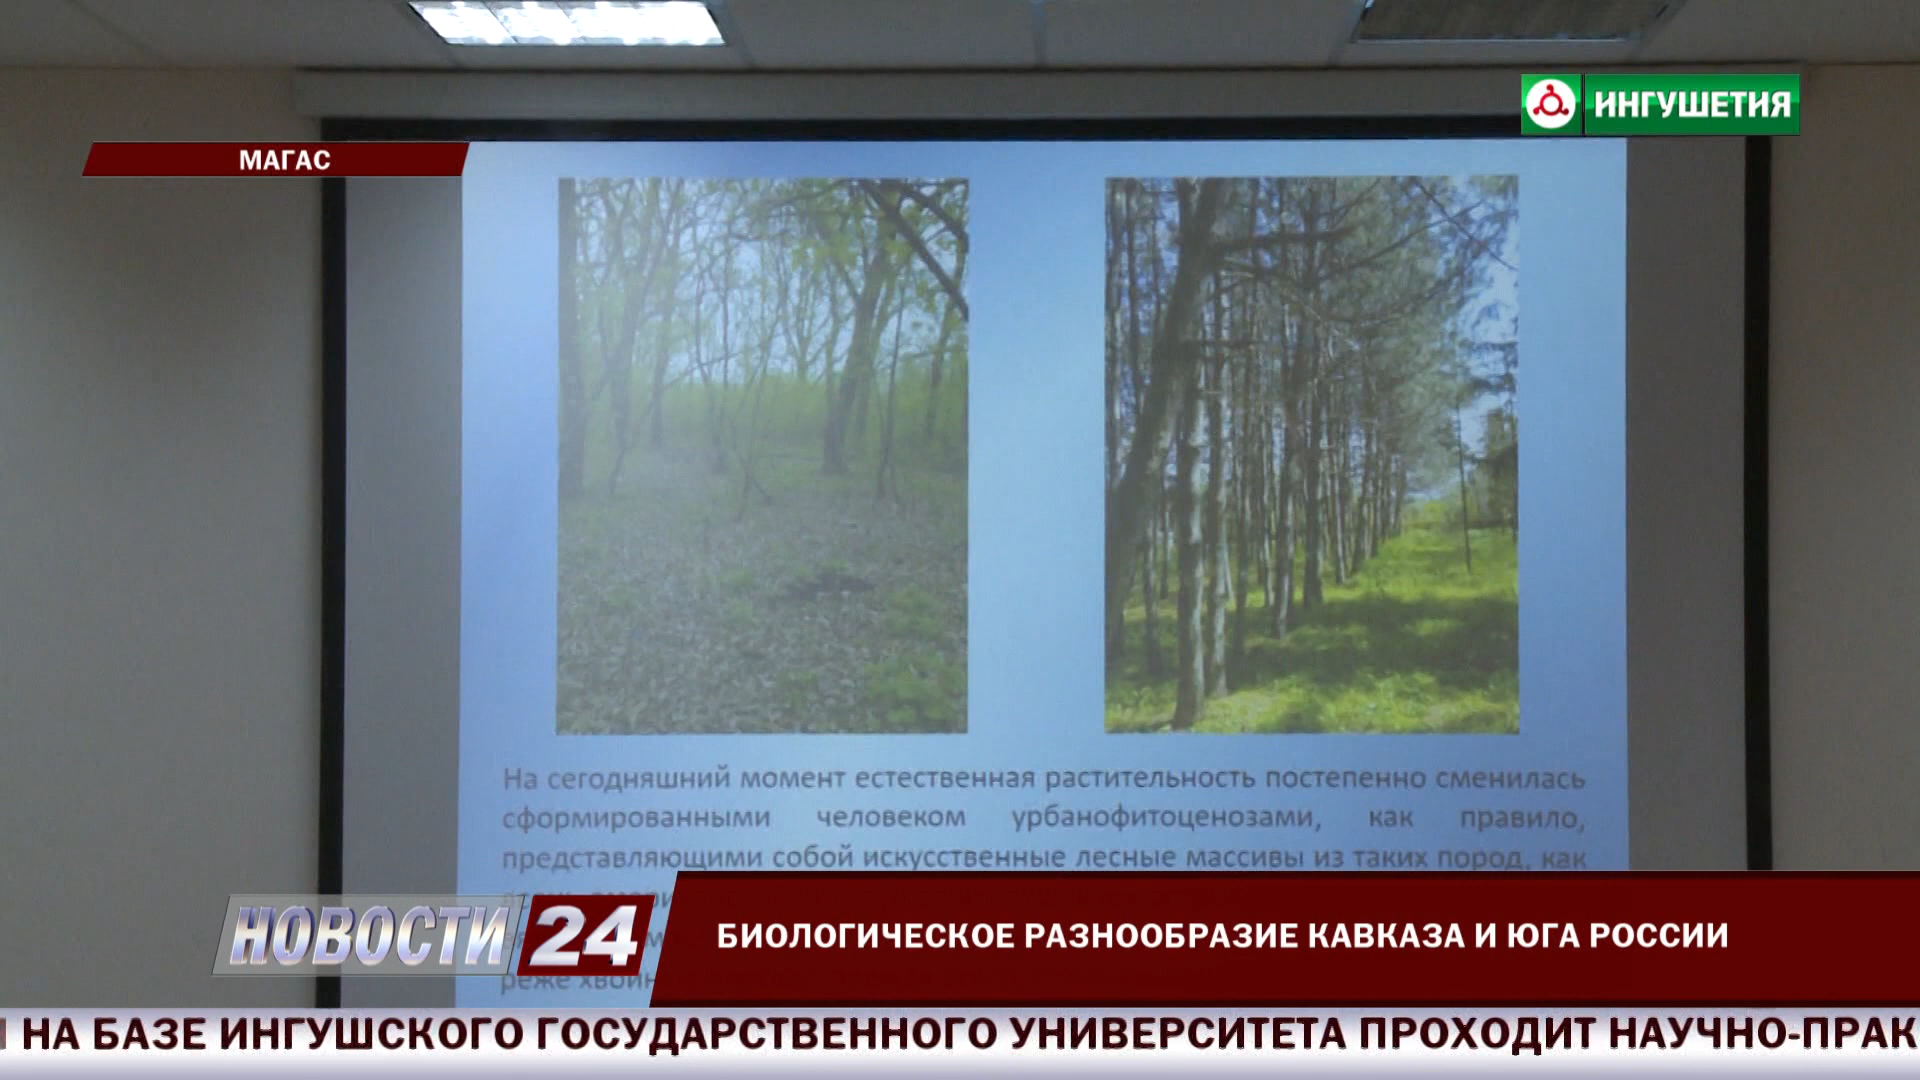 ИНГУШЕТИЯ
МАГАС
На сегодняшний момент естественная растительность постепенно сменилась
сформированными человеком урбанофитоценозами, как правило,
представляющими собой искусственные лесные массивы из таких пород, как
реже
НОВОСТИ 24
БИОЛОГИЧЕСКОЕ РАЗНООБРАЗИЕ КАВКАЗА И ЮГА РОССИИ
НА БАЗЕ ИНГУШСКОГО ГОСУДАРСТВЕННОГО УНИВЕРСИТЕТА ПРОХОДИТ НАУЧНО-ПРАК